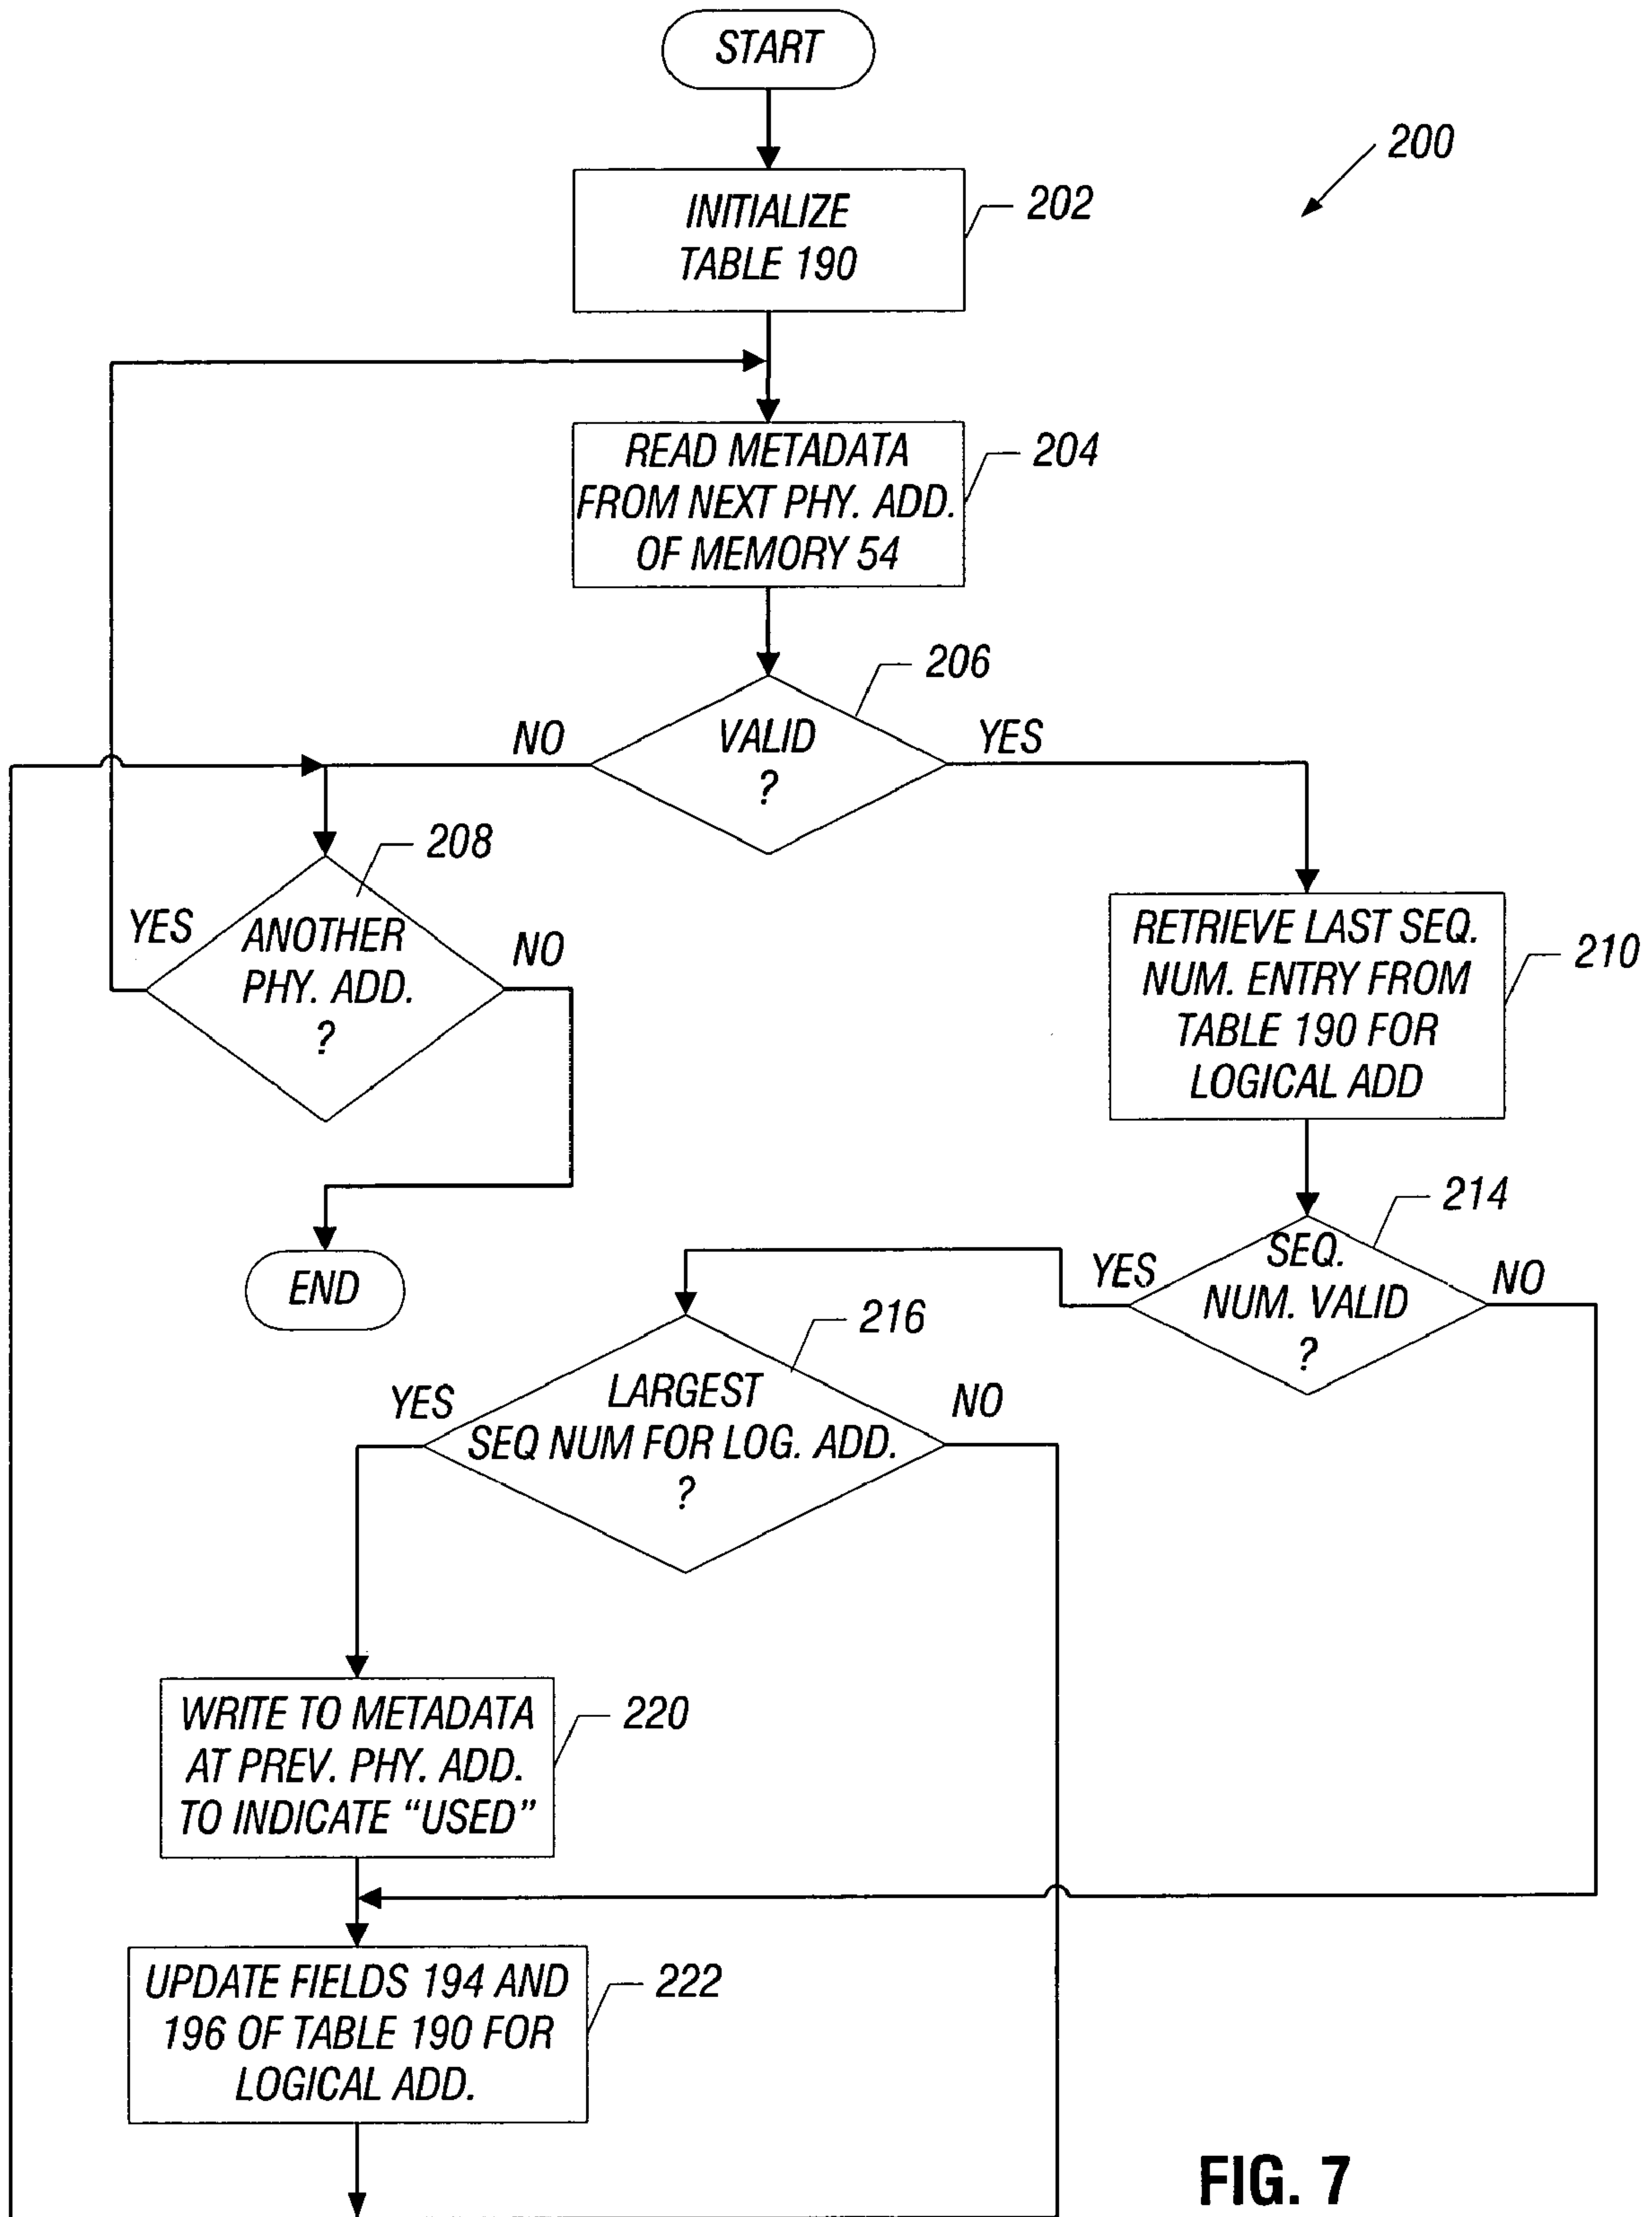 START
200
INITIALIZE
TABLE 190
202
READ METADATA
FROM NEXT PHY. ADD.
OF MEMORY 54
204
206
NO
VALID
?
YES
208
YES
ANOTHER
PHY. ADD.
?
NO
RETRIEVE LAST SEQ.
NUM. ENTRY FROM
TABLE 190 FOR
LOGICAL ADD
210
214
END
YES
SEQ.
NUM. VALID
?
NO
216
YES
LARGEST
SEQ NUM FOR LOG. ADD.
?
NO
WRITE TO METADATA
AT PREV. PHY. ADD.
TO INDICATE “USED”
220
UPDATE FIELDS 194 AND
196 OF TABLE 190 FOR
LOGICAL ADD.
222
FIG. 7